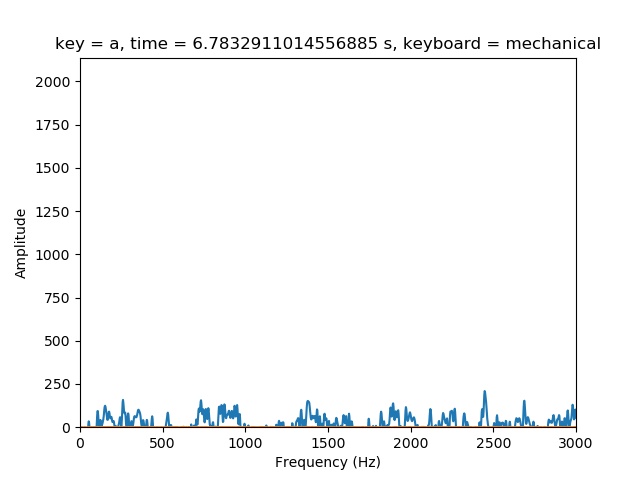 key = a, time = 6.7832911014556885 s, keyboard = mechanical
2000
1750
1500
1250
1000
750
500
250
0
Amplitude
0 500 1000 1500 2000 2500 3000
Frequency (Hz)